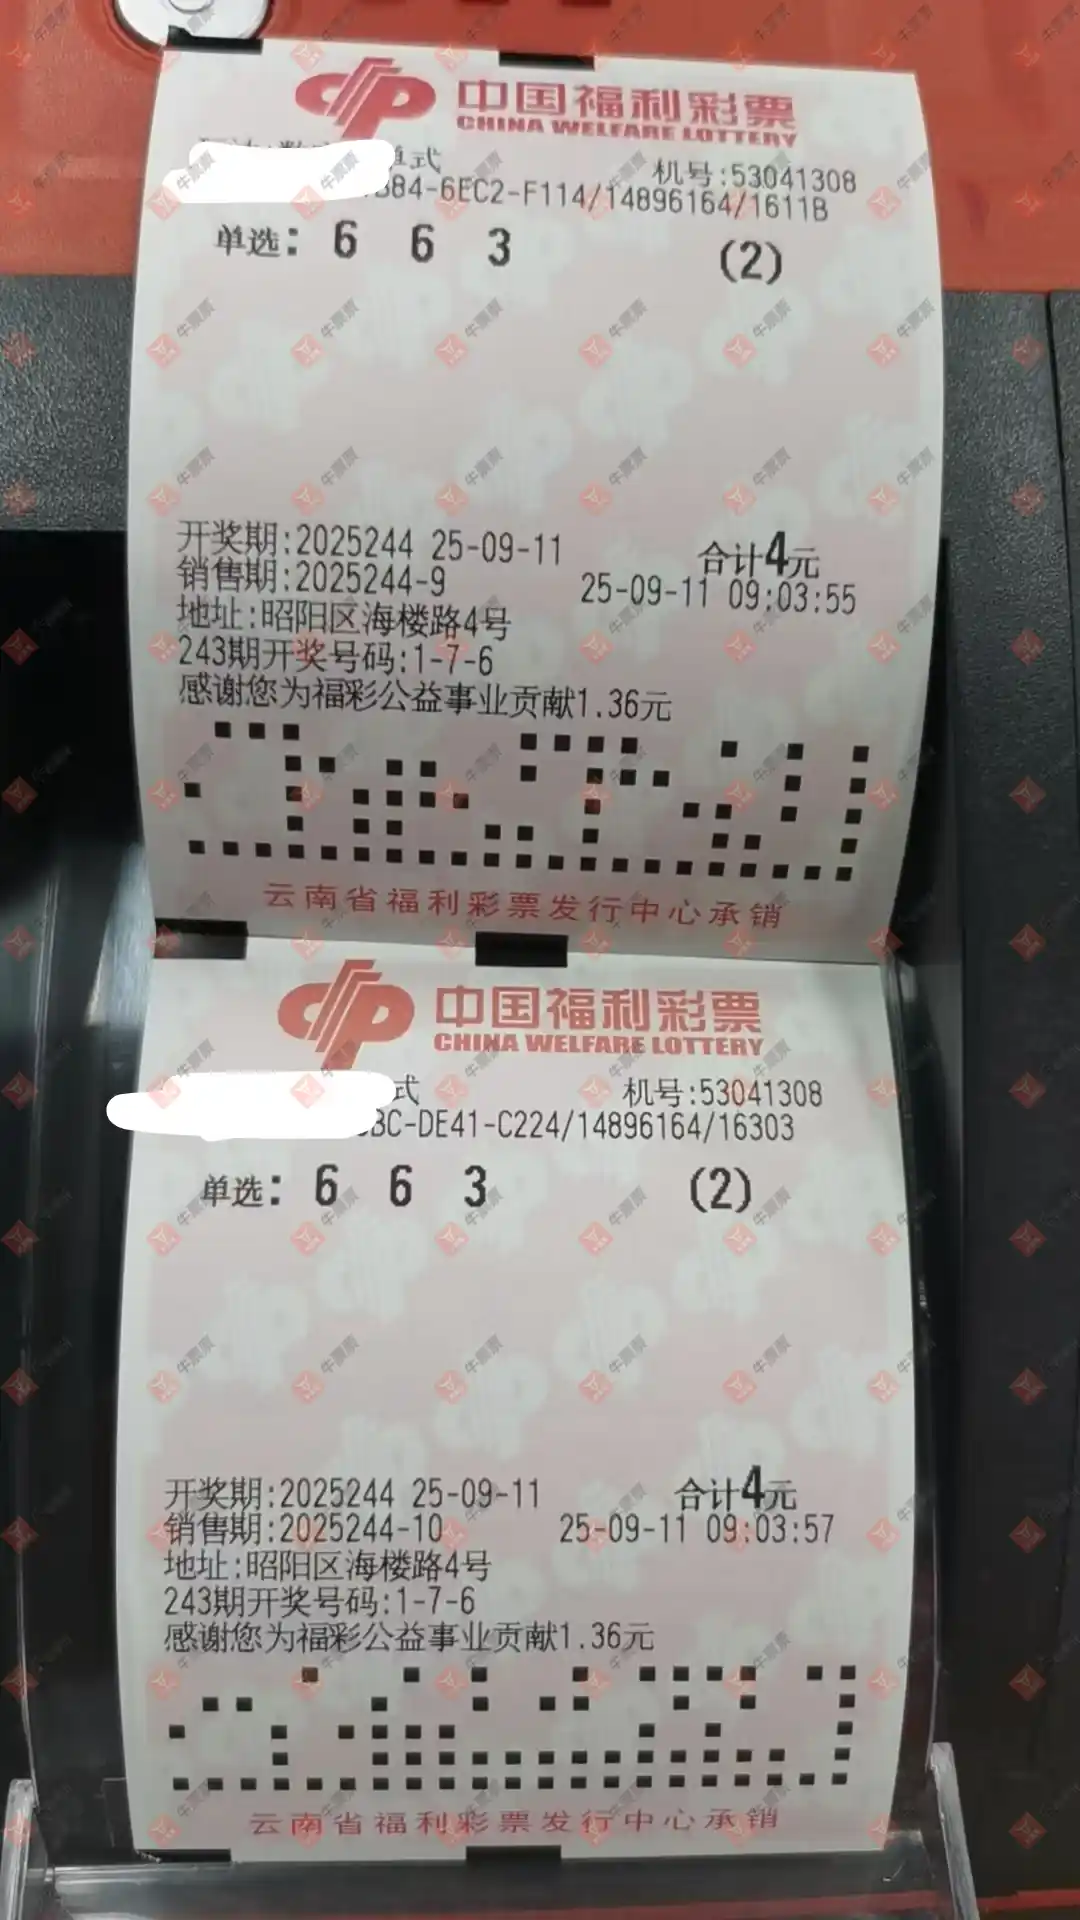 中国福利彩票
CHINA WELFARE LOTTERY
单式
机号:53041308
B84-6EC2-F114/14896164/1611B
单选: 6 6 3 (2)
开奖期:2025244 25-09-11 合计4元
销售期:2025244-9 25-09-11 09:03:55
地址:昭阳区海楼路4号
243期开奖号码:1-7-6
感谢您为福彩公益事业贡献1.36元
云南省福利彩票发行中心承销
中国福利彩票
CHINA WELFARE LOTTERY
式
机号:53041308
BC-DE41-C224/14896164/16303
单选: 6 6 3 (2)
开奖期:2025244 25-09-11 合计4元
销售期:2025244-10 25-09-11 09:03:57
地址:昭阳区海楼路4号
243期开奖号码:1-7-6
感谢您为福彩公益事业贡献1.36元
云南省福利彩票发行中心承销
牛票票